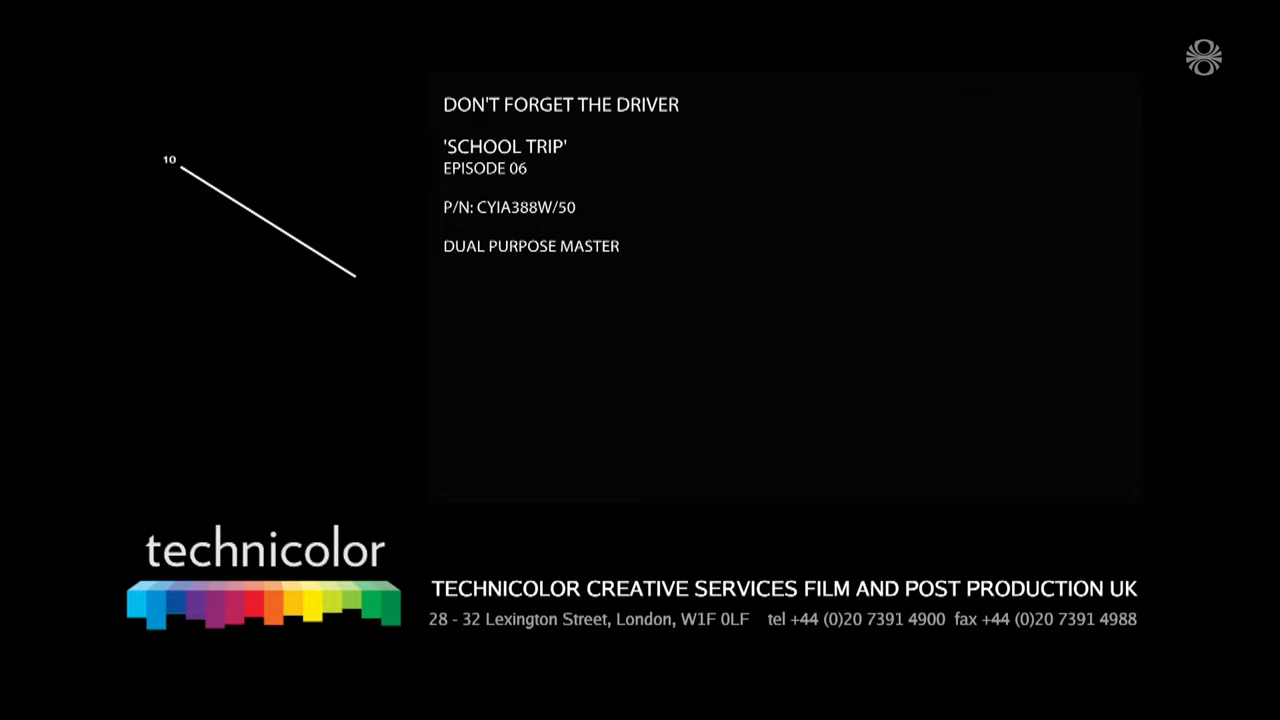 10
DON'T FORGET THE DRIVER
'SCHOOL TRIP'
EPISODE 06
P/N: CYIA388W/50
DUAL PURPOSE MASTER
technicolor
TECHNICOLOR CREATIVE SERVICES FILM AND POST PRODUCTION UK
28 - 32 Lexington Street, London, W1F 0LF tel +44 (0)20 7391 4900 fax +44 (0)20 7391 4988